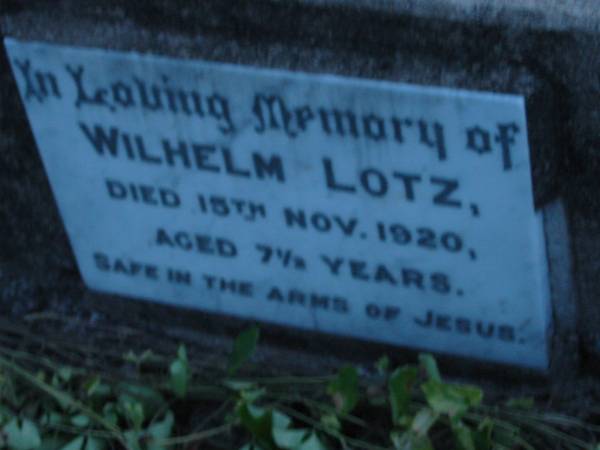 In Loving Memory of
WILHELM LOTZ,
DIED 15TH NOV. 1920,
AGED 7½ YEARS.
SAFE IN THE ARMS OF JESUS.